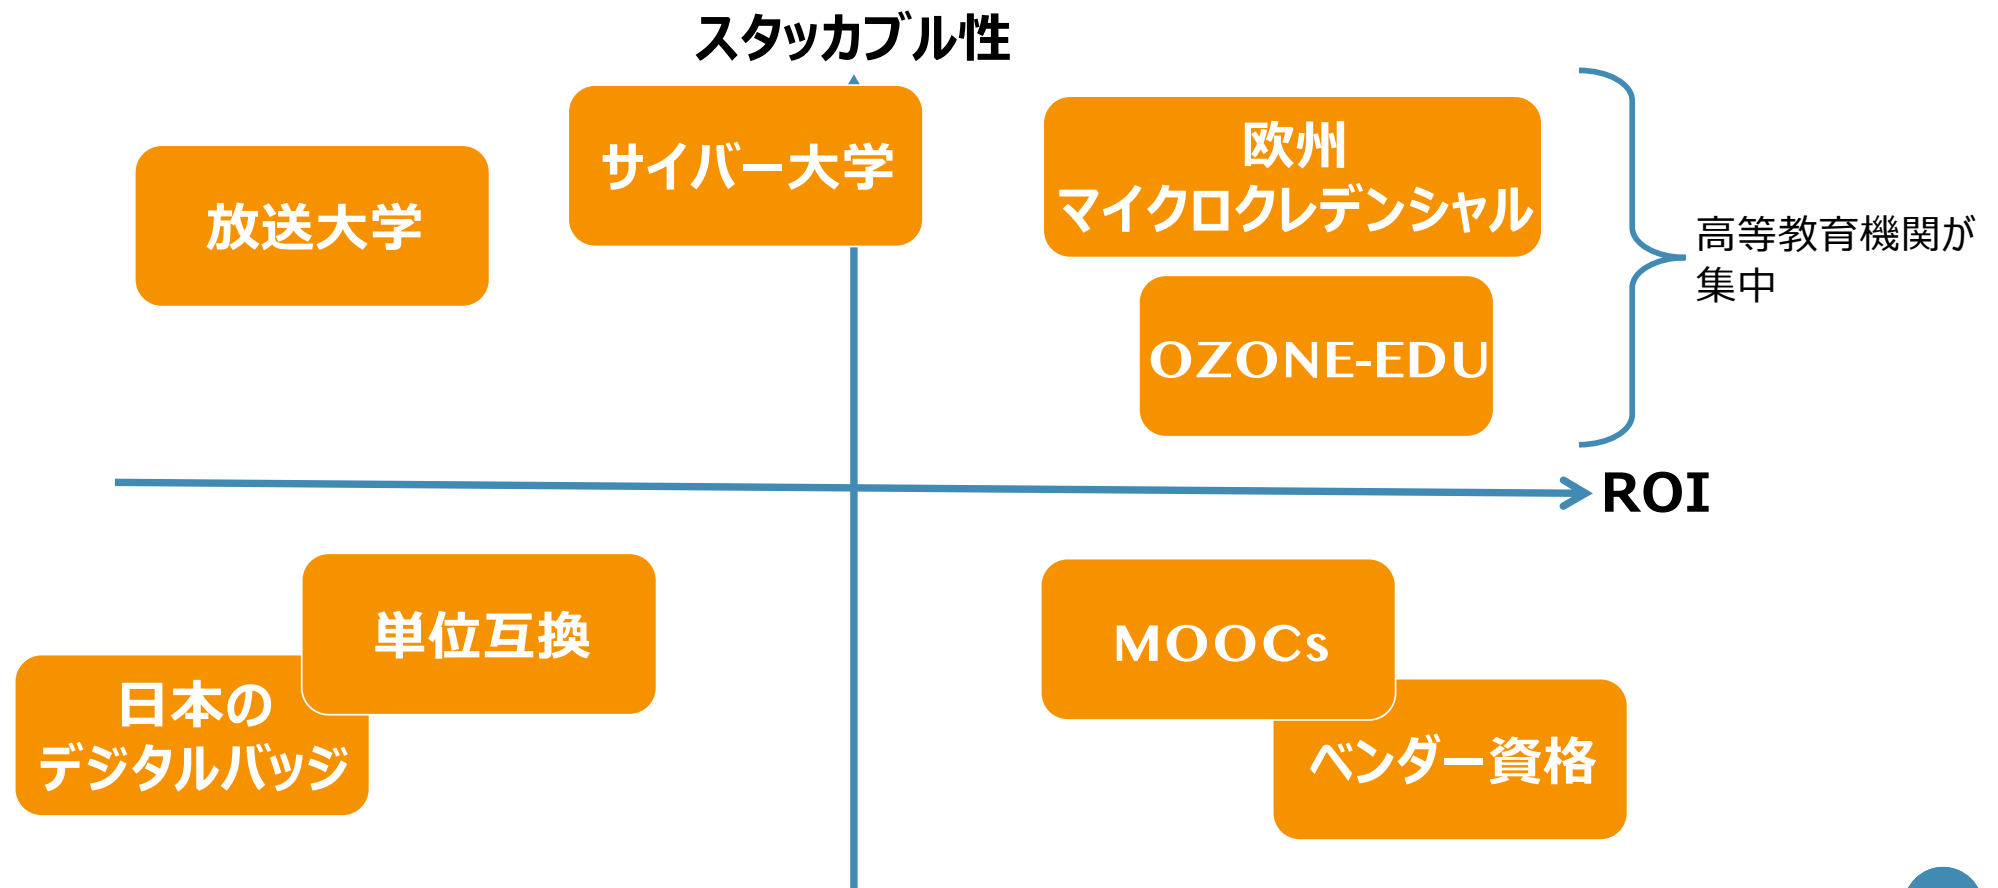 スタッカブル性
サイバー大学
欧州
マイクロクレデンシャル
放送大学
高等教育機関が
集中
OZONE-EDU
ROI
単位互換
MOOCs
日本の
デジタルバッジ
ベンダー資格